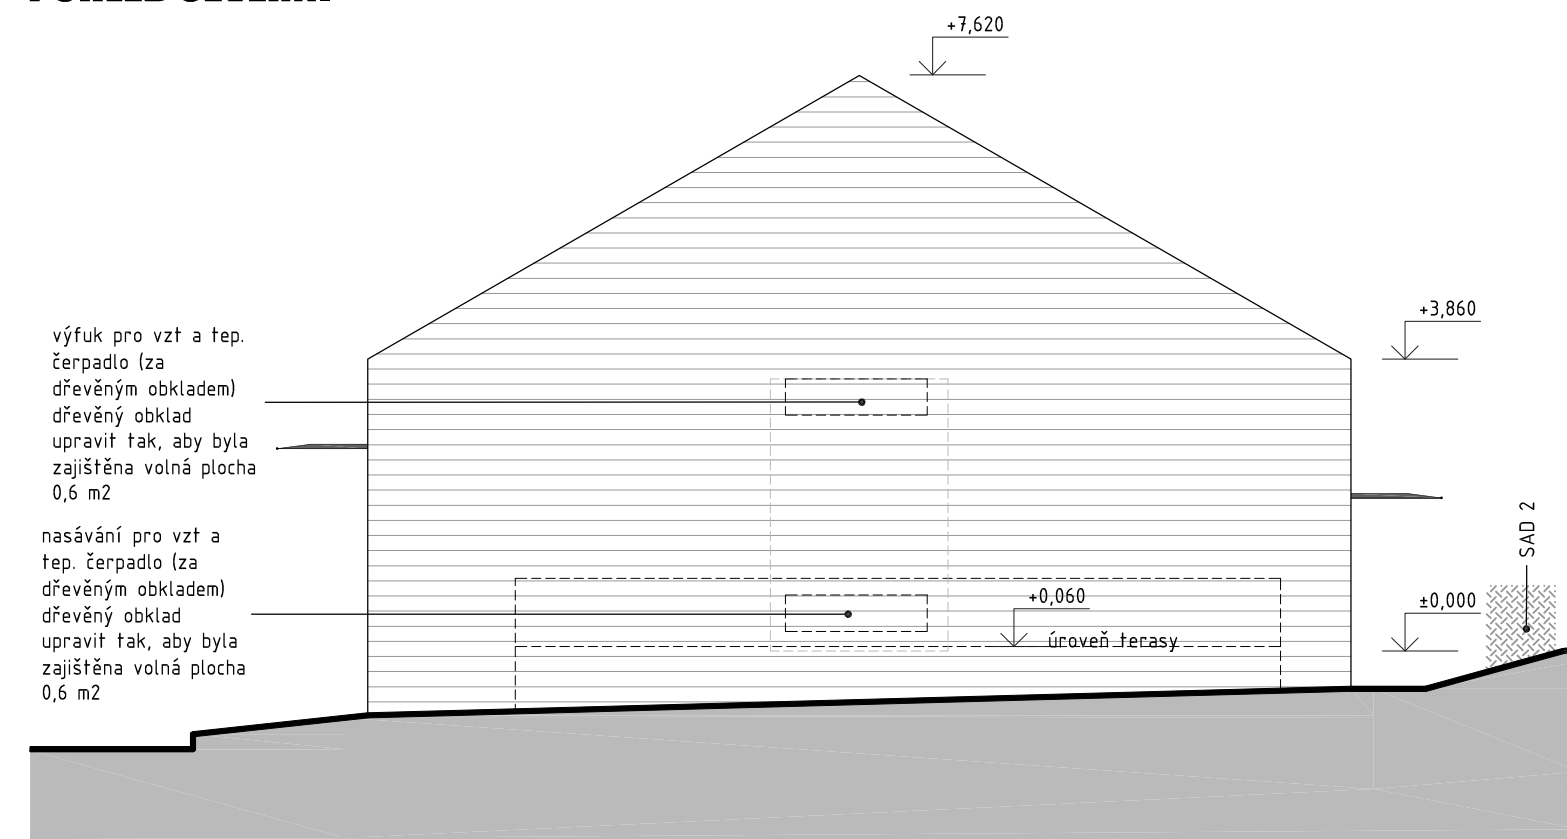 +7,620
+3,860
výfuk pro vzt a tep.
čerpadlo (za
dřevěným obkladem)
dřevěný obklad
upravit tak, aby byla
zajištěna volná plocha
0,6 m2
nasávání pro vzt a
tep. čerpadlo (za
dřevěným obkladem)
dřevěný obklad
upravit tak, aby byla
zajištěna volná plocha
0,6 m2
+0,060
úroveň terasy
±0,000
SAD 2